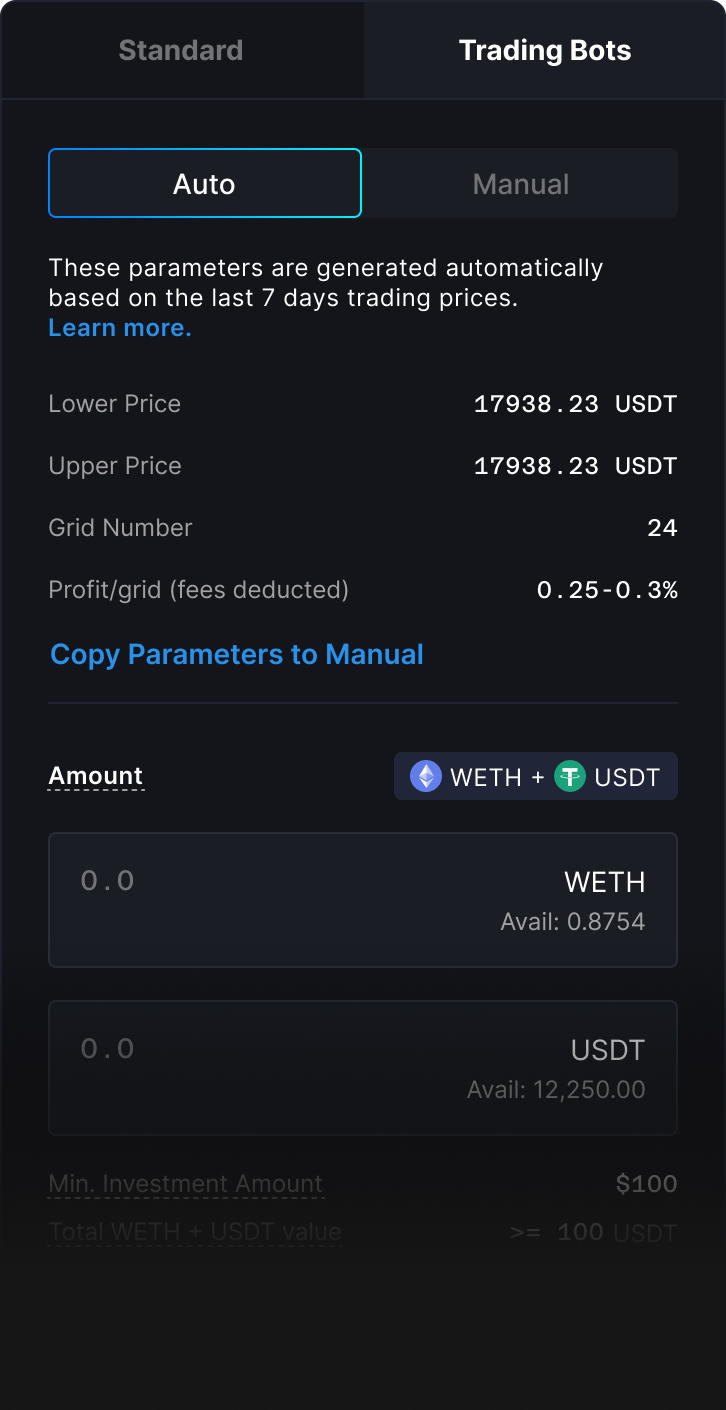 Standard Trading Bots
Auto Manual
These parameters are generated automatically
based on the last 7 days trading prices.
Learn more.
Lower Price 17938.23 USDT
Upper Price 17938.23 USDT
Grid Number 24
Profit/grid (fees deducted) 0.25-0.3%
Copy Parameters to Manual
Amount WETH + USDT
0.0 WETH
Avail: 0.8754
0.0 USDT
Avail: 12,250.00
Min. Investment Amount $100
Total WETH + USDT value >= 100 USDT